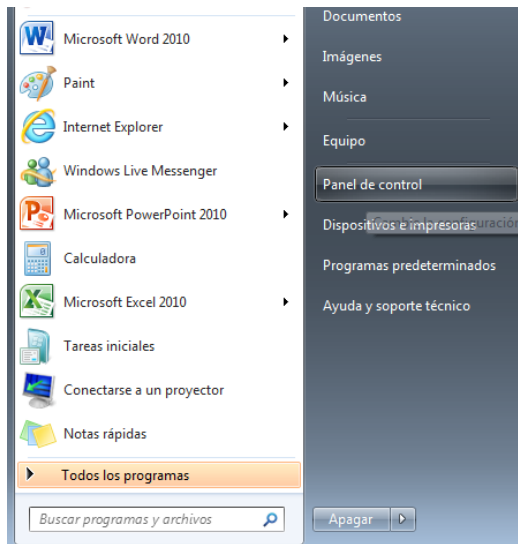 Microsoft Word 2010
Paint
Internet Explorer
Windows Live Messenger
Microsoft PowerPoint 2010
Calculadora
Microsoft Excel 2010
Tareas iniciales
Conectarse a un proyector
Notas rápidas
Todos los programas
Buscar programas y archivos
Documentos
Imágenes
Música
Equipo
Panel de control
Dispositivos e impresoras
Programas predeterminados
Ayuda y soporte técnico
Apagar